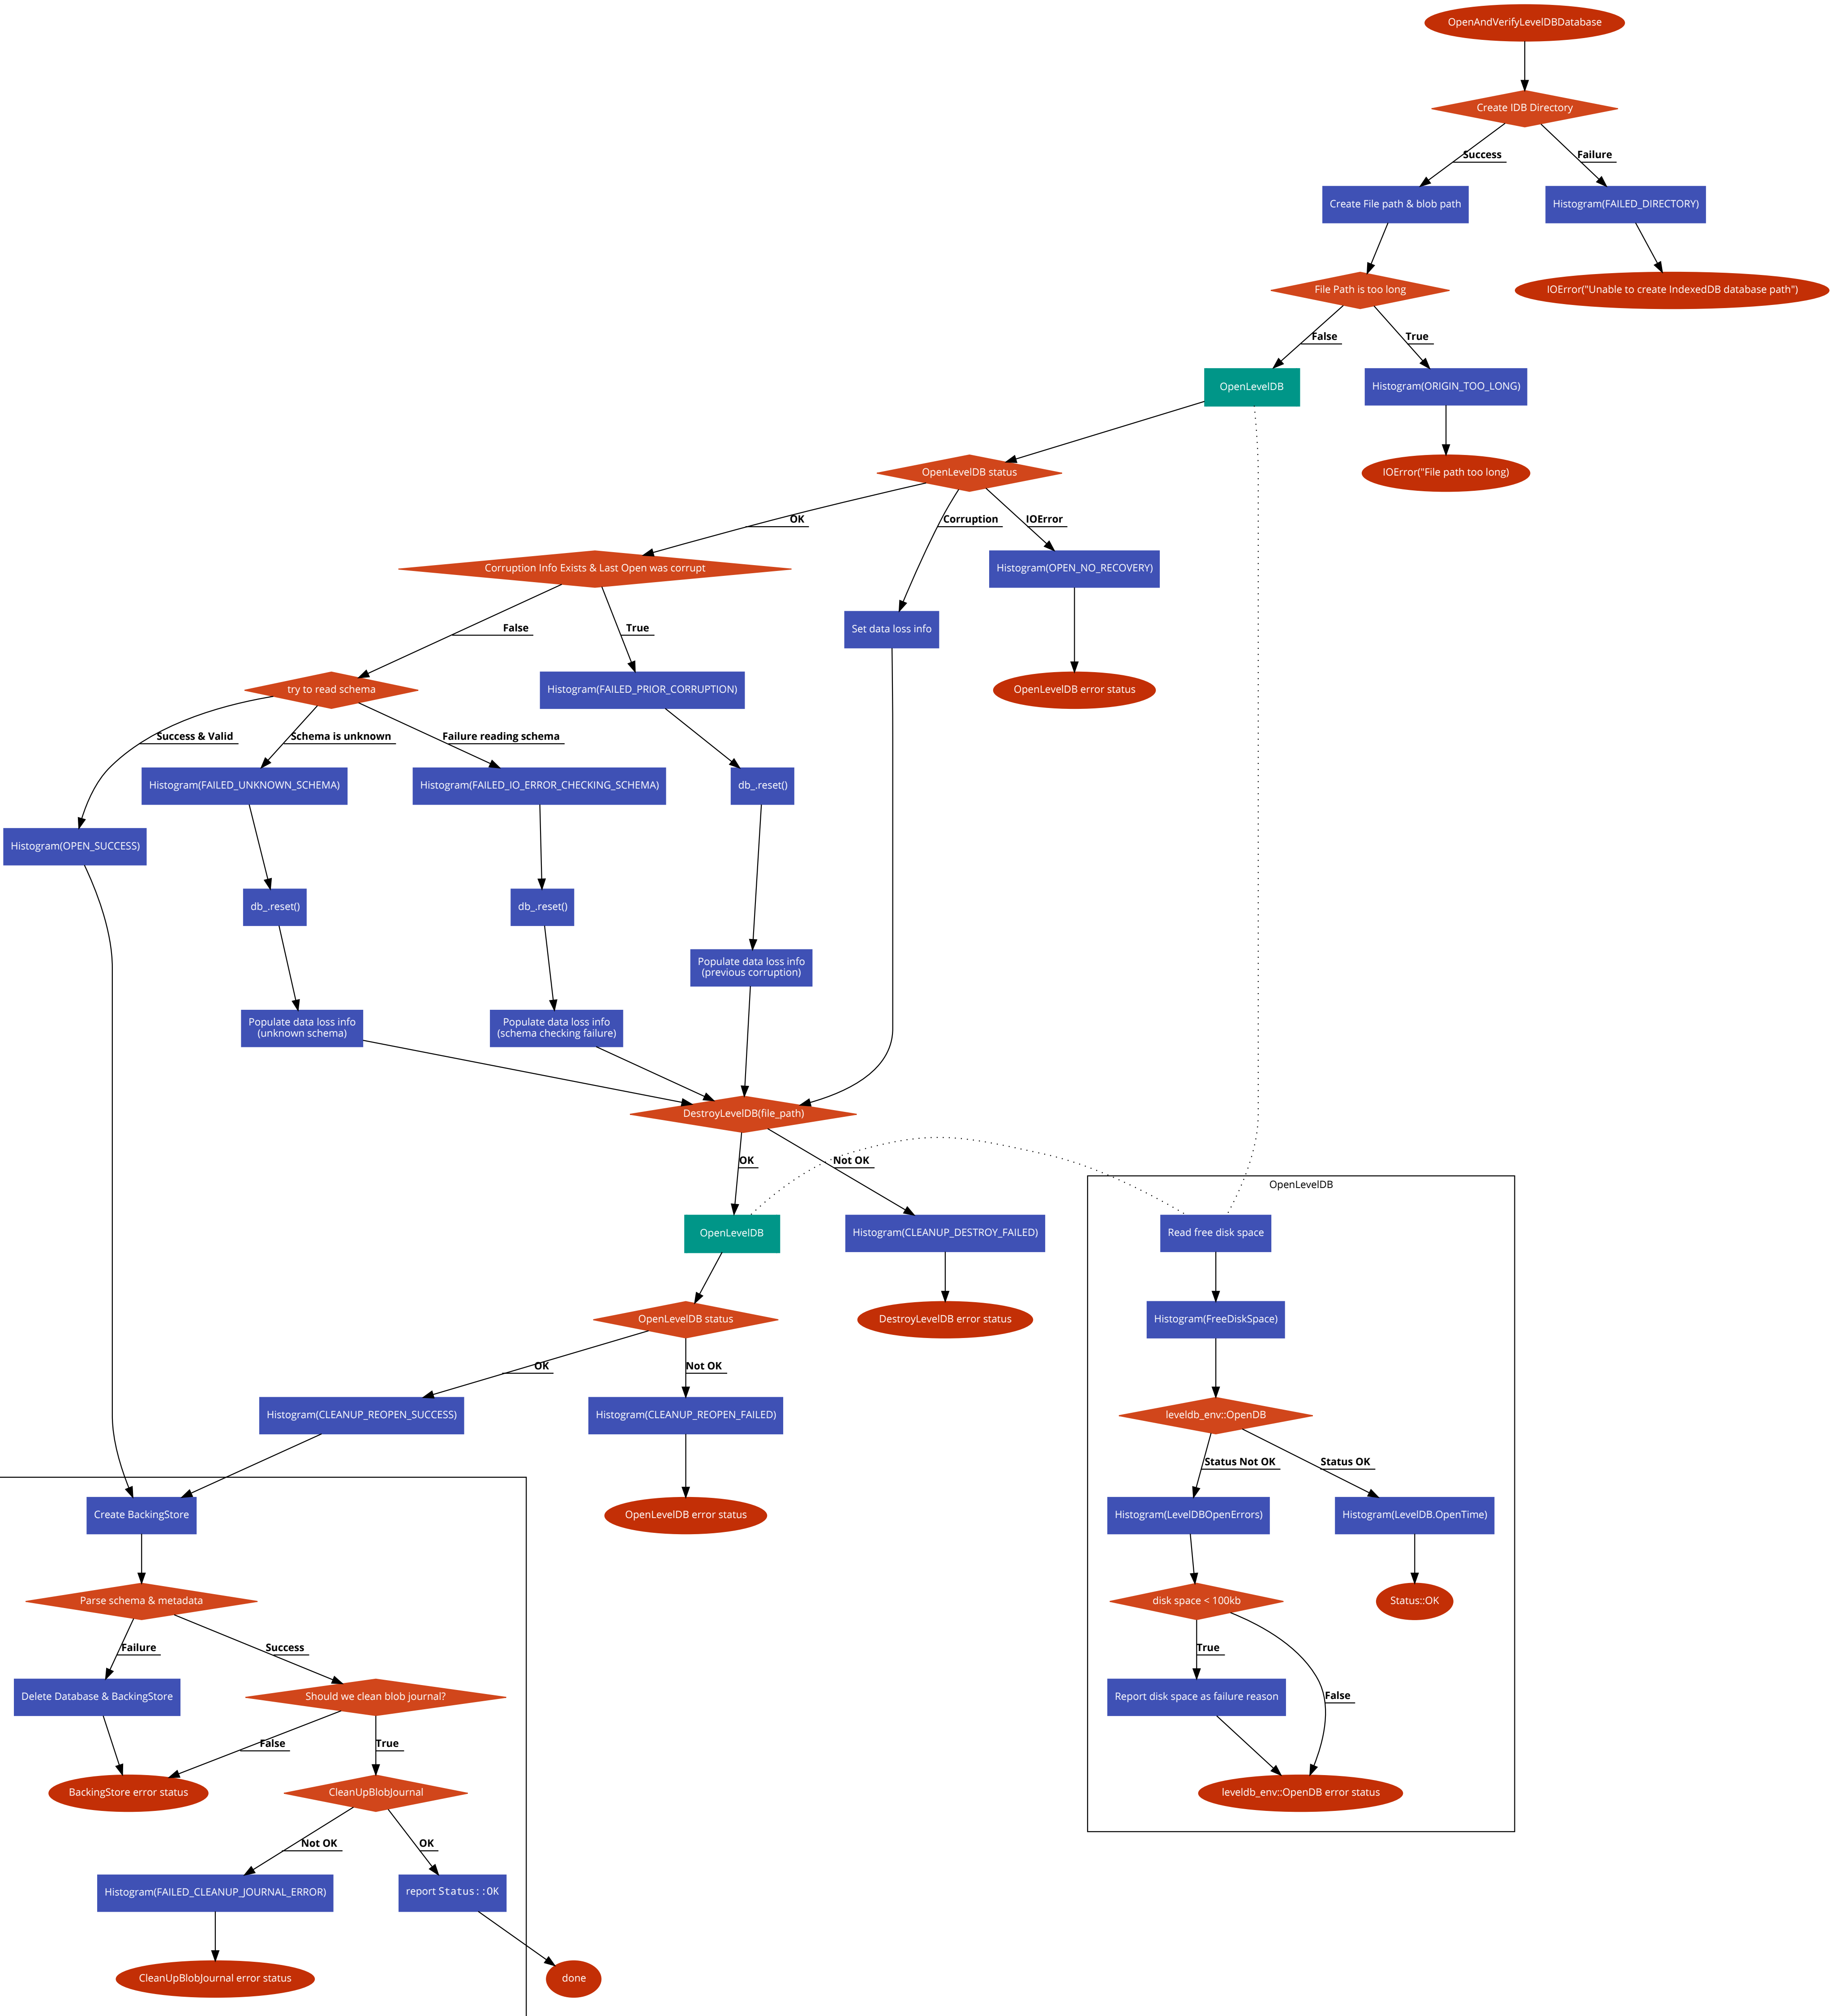 OpenAndVerifyLevelDBDatabase
Create IDB Directory
Success
Failure
Create File path & blob path
Histogram(FAILED_DIRECTORY)
File Path is too long
IOError("Unable to create IndexedDB database path")
False
True
OpenLevelDB
Histogram(ORIGIN_TOO_LONG)
OpenLevelDB status
IOError("File path too long)
OK
Corruption
IOError
Corruption Info Exists & Last Open was corrupt
Histogram(OPEN_NO_RECOVERY)
False
True
Set data loss info
try to read schema
Histogram(FAILED_PRIOR_CORRUPTION)
OpenLevelDB error status
Success & Valid
Schema is unknown
Failure reading schema
Histogram(FAILED_UNKNOWN_SCHEMA)
Histogram(FAILED_IO_ERROR_CHECKING_SCHEMA)
db_.reset()
Histogram(OPEN_SUCCESS)
db_.reset()
db_.reset()
Populate data loss info
(previous corruption)
Populate data loss info
(unknown schema)
Populate data loss info
(schema checking failure)
DestroyLevelDB(file_path)
OK
Not OK
OpenLevelDB
OpenLevelDB
Histogram(CLEANUP_DESTROY_FAILED)
Read free disk space
OpenLevelDB status
DestroyLevelDB error status
Histogram(FreeDiskSpace)
OK
Not OK
Histogram(CLEANUP_REOPEN_SUCCESS)
Histogram(CLEANUP_REOPEN_FAILED)
leveldb_env::OpenDB
Status Not OK
Status OK
Create BackingStore
OpenLevelDB error status
Histogram(LevelDBOpenErrors)
Histogram(LevelDB.OpenTime)
Parse schema & metadata
disk space < 100kb
Status::OK
Failure
Success
True
False
Delete Database & BackingStore
Should we clean blob journal?
Report disk space as failure reason
False
True
BackingStore error status
CleanUpBlobJournal
leveldb_env::OpenDB error status
Not OK
OK
Histogram(FAILED_CLEANUP_JOURNAL_ERROR)
report Status::OK
CleanUpBlobJournal error status
done